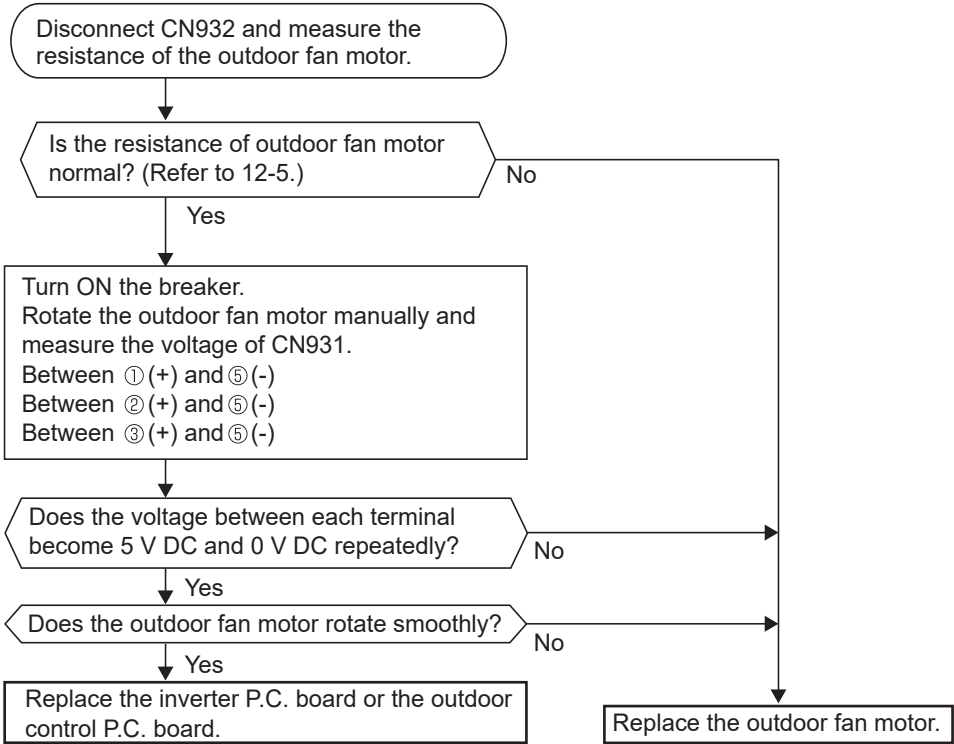 Disconnect CN932 and measure the
resistance of the outdoor fan motor.
Is the resistance of outdoor fan motor
normal? (Refer to 12-5.)
No
Yes
Turn ON the breaker.
Rotate the outdoor fan motor manually and
measure the voltage of CN931.
Between ①(+) and ⑤(-)
Between ②(+) and ⑤(-)
Between ③(+) and ⑤(-)
Does the voltage between each terminal
become 5 V DC and 0 V DC repeatedly?
No
Yes
Does the outdoor fan motor rotate smoothly?
No
Yes
Replace the inverter P.C. board or the outdoor
control P.C. board.
Replace the outdoor fan motor.